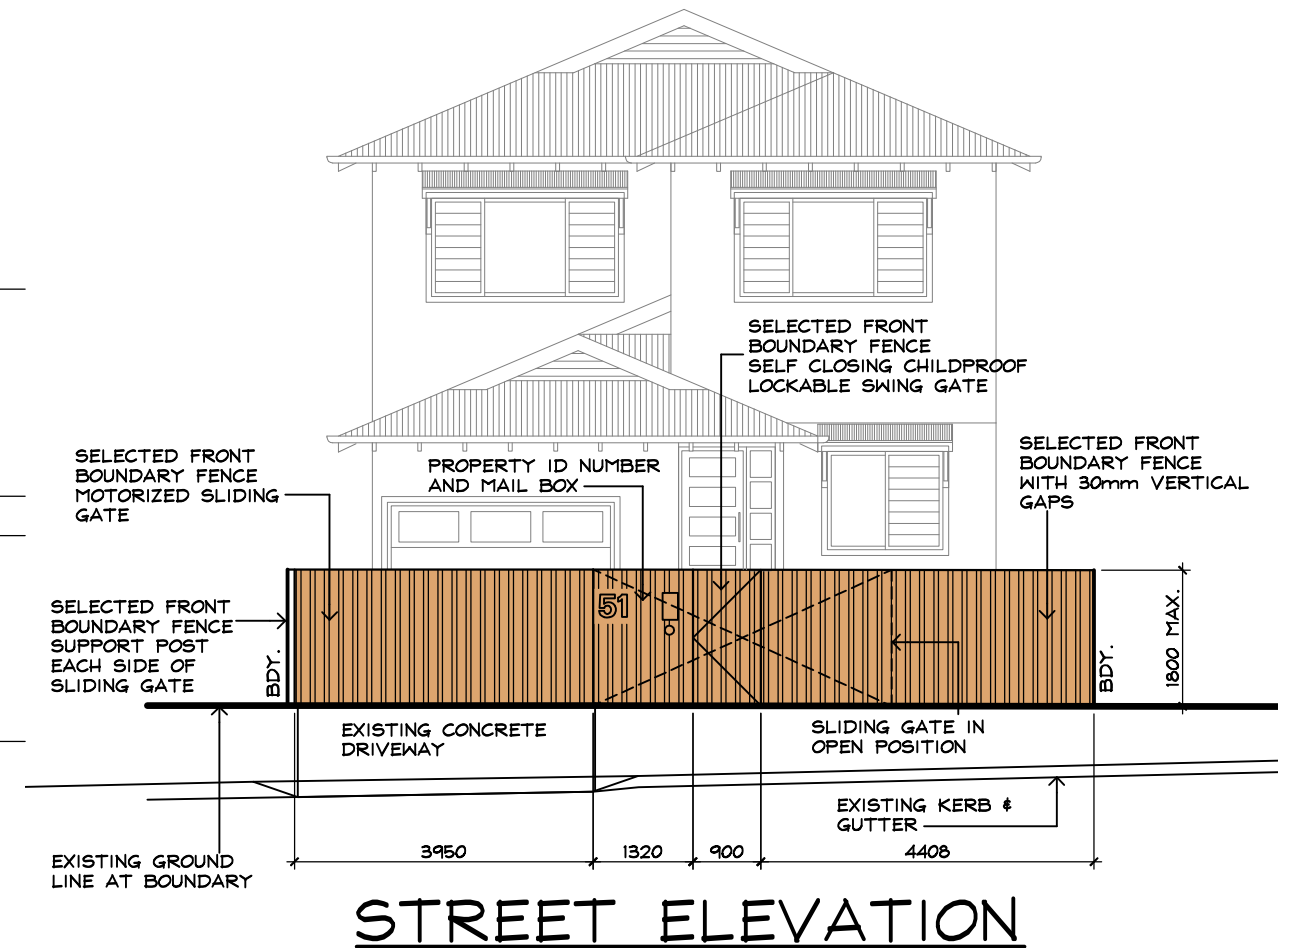 SELECTED FRONT
BOUNDARY FENCE
SELF CLOSING CHILDPROOF
LOCKABLE SWING GATE
SELECTED FRONT
BOUNDARY FENCE
MOTORIZED SLIDING
GATE
PROPERTY ID NUMBER
AND MAIL BOX
SELECTED FRONT
BOUNDARY FENCE
WITH 30mm VERTICAL
GAPS
SELECTED FRONT
BOUNDARY FENCE
SUPPORT POST
EACH SIDE OF
SLIDING GATE
BDY.
51
BDY.
1800 MAX.
EXISTING CONCRETE
DRIVEWAY
SLIDING GATE IN
OPEN POSITION
EXISTING KERB &
GUTTER
EXISTING GROUND
LINE AT BOUNDARY
3950 1320 900 4408
STREET ELEVATION